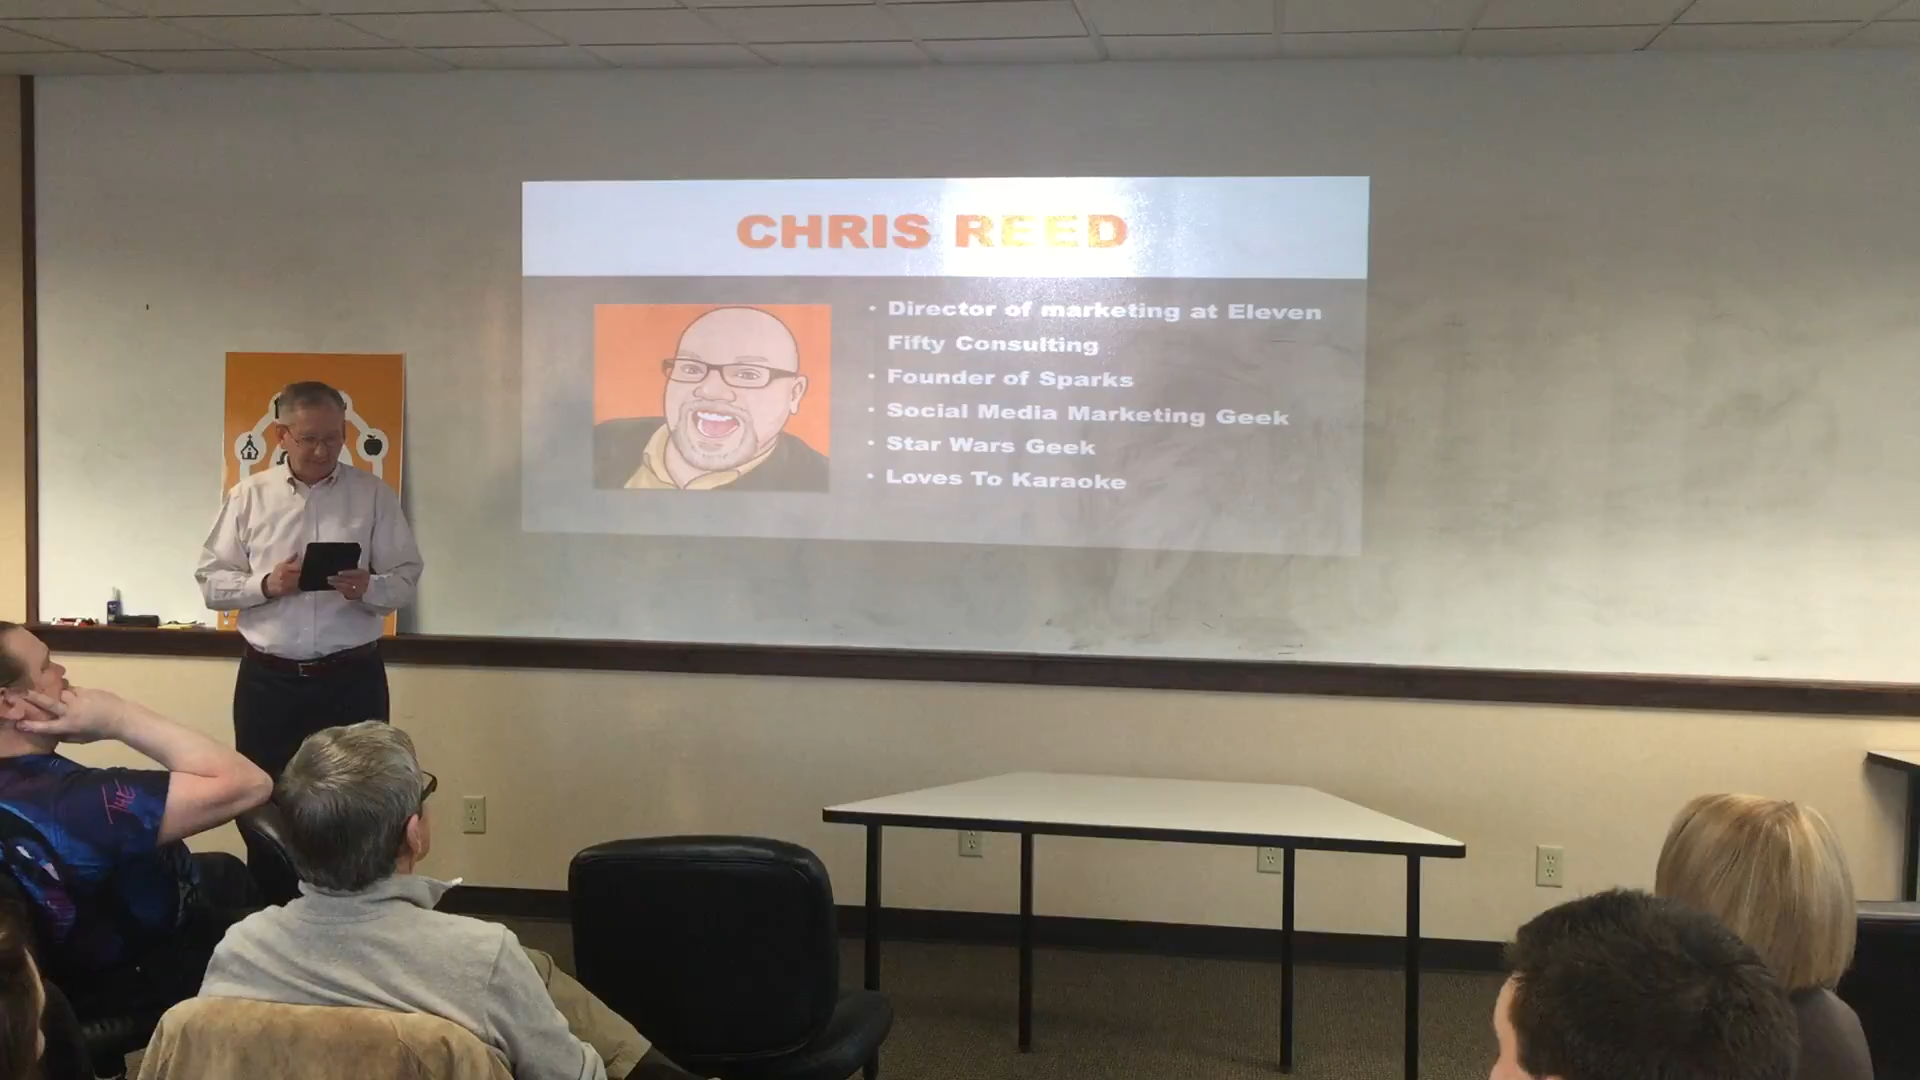 CHRIS REED
• Director of marketing at Eleven
Fifty Consulting
• Founder of Sparks
• Social Media Marketing Geek
• Star Wars Geek
• Loves To Karaoke
THE